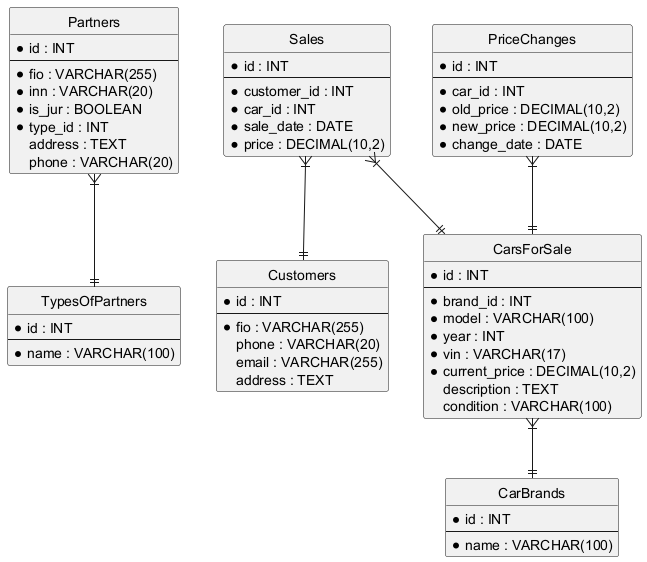 Partners
id : INT
fio : VARCHAR(255)
inn : VARCHAR(20)
is_jur : BOOLEAN
type_id : INT
address : TEXT
phone : VARCHAR(20)
Sales
id : INT
customer_id : INT
car_id : INT
sale_date : DATE
price : DECIMAL(10,2)
PriceChanges
id : INT
car_id : INT
old_price : DECIMAL(10,2)
new_price : DECIMAL(10,2)
change_date : DATE
TypesOfPartners
id : INT
name : VARCHAR(100)
Customers
id : INT
fio : VARCHAR(255)
phone : VARCHAR(20)
email : VARCHAR(255)
address : TEXT
CarsForSale
id : INT
brand_id : INT
model : VARCHAR(100)
year : INT
vin : VARCHAR(17)
current_price : DECIMAL(10,2)
description : TEXT
condition : VARCHAR(100)
CarBrands
id : INT
name : VARCHAR(100)